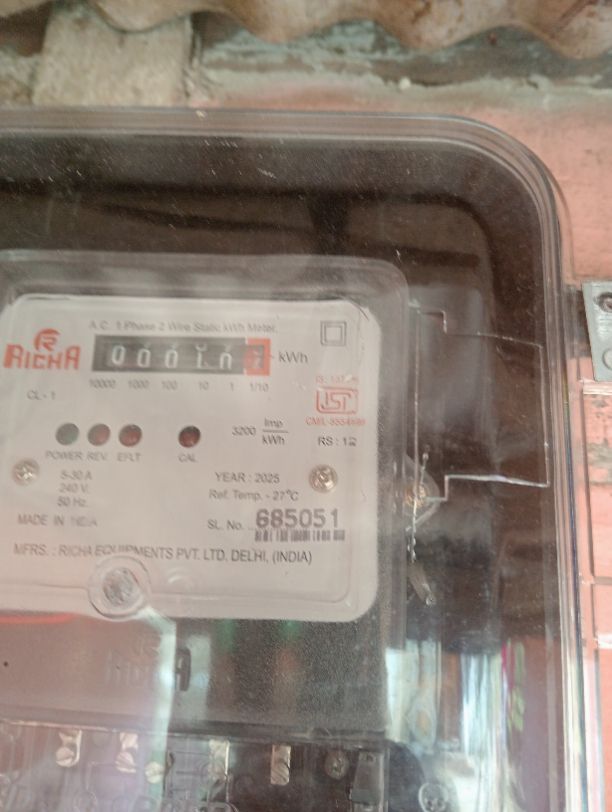 A.C. 1 Phase 2 Wire Static kWh Meter.
RICHA
kWh
10000 1000 100 10 1 1/10
CL-1
3200 Imp
kWh
RS : 12
POWER REV. EFLT CAL
5-30 A
240 V.
50 Hz.
YEAR : 2025
Ref. Temp. - 27°C
MADE IN INDIA
SL. No. 685051
MFRS. : RICHA EQUIPMENTS PVT. LTD. DELHI, (INDIA)
RICHA